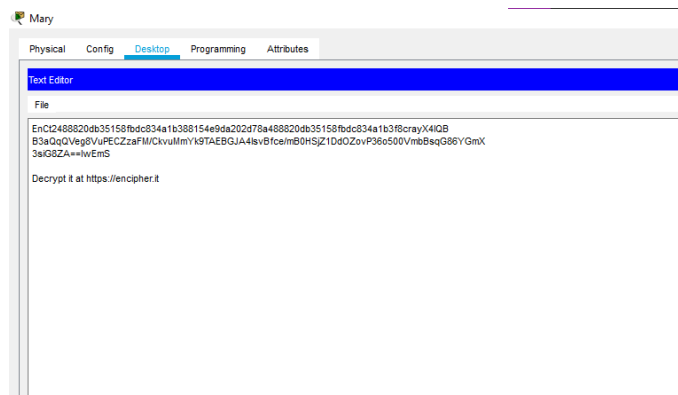 Mary
Physical Config Desktop Programming Attributes
Text Editor
File
EnCt2488820db35158fbdc834a1b388154e9da202d78a488820db35158fbdc834a1b3f8crayX4lQB
B3aQqQVeg8VuPECZzaFM/CkvuMmYk9TAEBGJA4lsvBfce/mB0HSjZ1DdOZovP36o500VmbBsqG86YGmX
3siG8ZA==IwEmS
Decrypt it at https://encipher.it